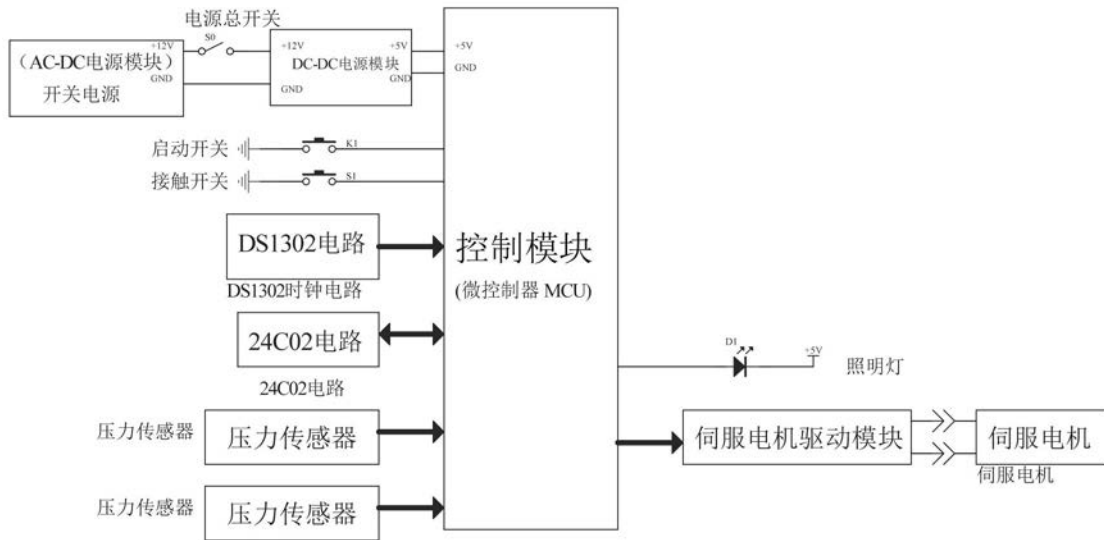 电源总开关
S0
+12V
（AC-DC电源模块）
GND
开关电源
+12V
+5V
DC-DC电源模块
GND
+5V
GND
启动开关
K1
接触开关
S1
DS1302电路
DS1302时钟电路
控制模块
(微控制器 MCU)
24C02电路
24C02电路
D1
+5V
照明灯
压力传感器
压力传感器
伺服电机驱动模块
伺服电机
伺服电机
压力传感器
压力传感器